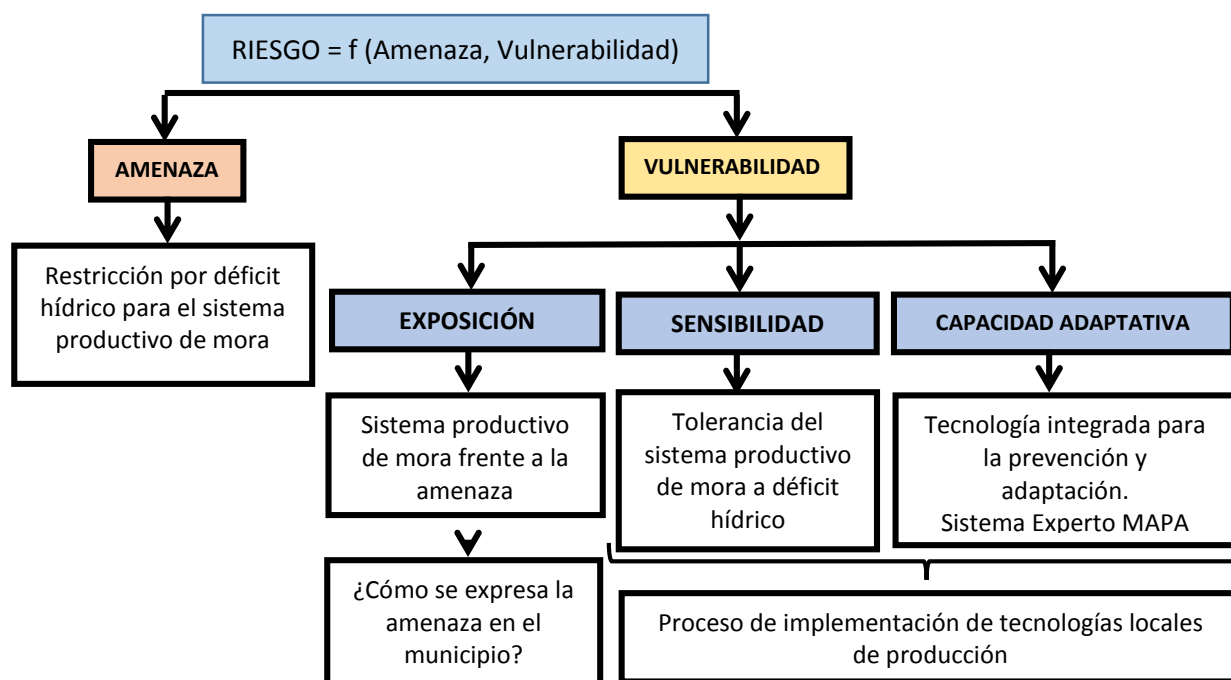 RIESGO = f (Amenaza, Vulnerabilidad)
AMENAZA
VULNERABILIDAD
Restricción por déficit
hídrico para el sistema
productivo de mora
EXPOSICIÓN
SENSIBILIDAD
CAPACIDAD ADAPTATIVA
Sistema productivo
de mora frente a la
amenaza
Tolerancia del
sistema productivo
de mora a déficit
hídrico
Tecnología integrada para
la prevención y
adaptación.
Sistema Experto MAPA
¿Cómo se expresa la
amenaza en el
municipio?
Proceso de implementación de tecnologías locales
de producción